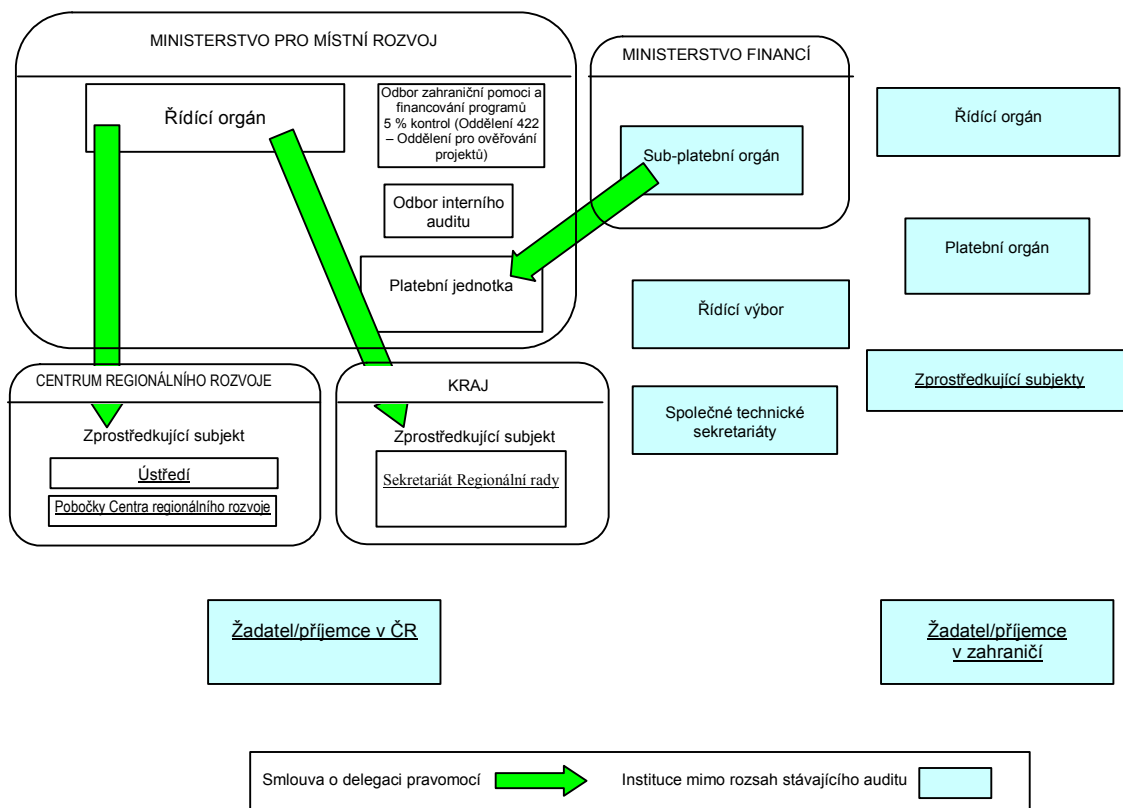 MINISTERSTVO PRO MÍSTNÍ ROZVOJ
Řídící orgán
Odbor zahraniční pomoci a
financování programů
5 % kontrol (Oddělení 422
– Oddělení pro ověřování
projektů)
Odbor interního
auditu
Platební jednotka
MINISTERSTVO FINANCÍ
Sub-platební orgán
Řídící orgán
Platební orgán
Řídící výbor
Zprostředkující subjekty
Společné technické
sekretariáty
CENTRUM REGIONÁLNÍHO ROZVOJE
Zprostředkující subjekt
Ústředí
Pobočky Centra regionálního rozvoje
KRAJ
Zprostředkující subjekt
Sekretariát Regionální rady
Žadatel/příjemce v ČR
Žadatel/příjemce
v zahraničí
Smlouva o delegaci pravomocí
Instituce mimo rozsah stávajícího auditu